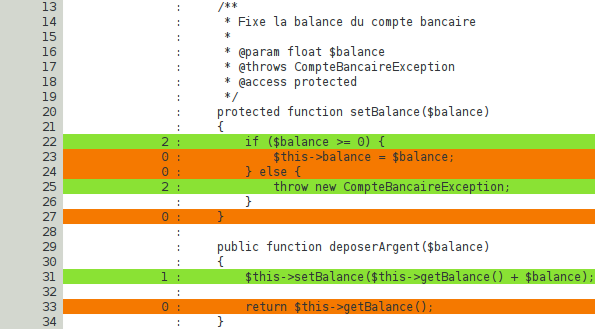 13 : /**
14 : * Fixe la balance du compte bancaire
15 : *
16 : * @param float $balance
17 : * @throws CompteBancaireException
18 : * @access protected
19 : */
20 : protected function setBalance($balance)
21 : {
22 2 : if ($balance >= 0) {
23 0 : $this->balance = $balance;
24 0 : } else {
25 2 : throw new CompteBancaireException;
26 : }
27 0 : }
28 :
29 : public function deposerArgent($balance)
30 : {
31 1 : $this->setBalance($this->getBalance() + $balance);
32 :
33 0 : return $this->getBalance();
34 : }